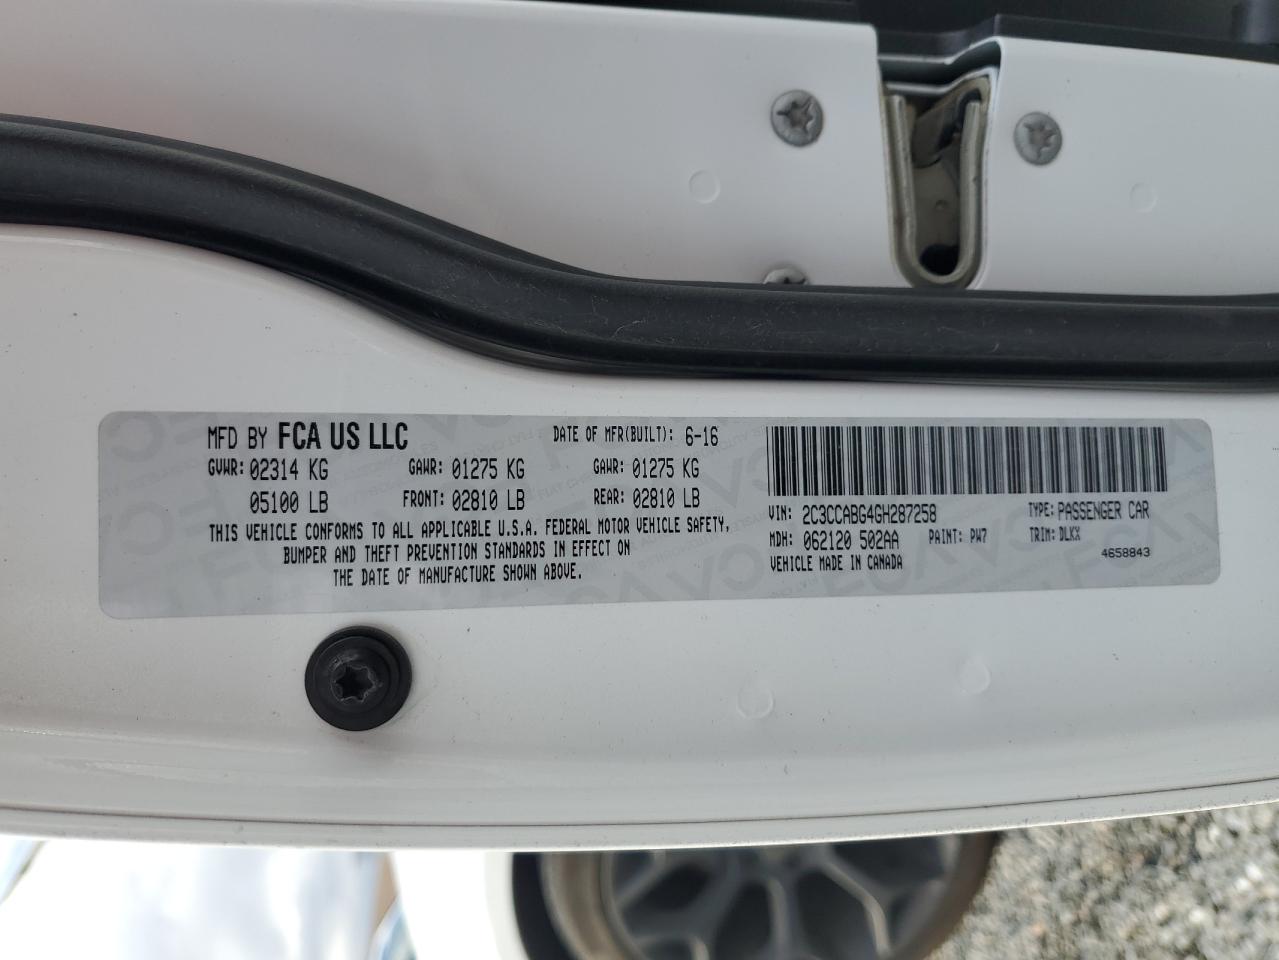 MFD BY FCA US LLC DATE OF MFR(BUILT): 6-16
GVWR: 02314 KG GAWR: 01275 KG GAWR: 01275 KG
05100 LB FRONT: 02810 LB REAR: 02810 LB
THIS VEHICLE CONFORMS TO ALL APPLICABLE U.S.A. FEDERAL MOTOR VEHICLE SAFETY,
BUMPER AND THEFT PREVENTION STANDARDS IN EFFECT ON
THE DATE OF MANUFACTURE SHOWN ABOVE.
VIN: 2C3CCABG4GH287258 TYPE: PASSENGER CAR
MDH: 062120 502AA PAINT: PW7 TRIM: DLKX
VEHICLE MADE IN CANADA 4658843